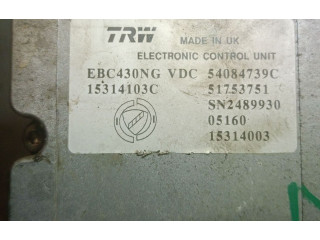 TRW MADE IN UK
ELECTRONIC CONTROL UNIT
EBC430NG VDC 54084739C
15314103C 51753751
SN2489930
05160
15314003